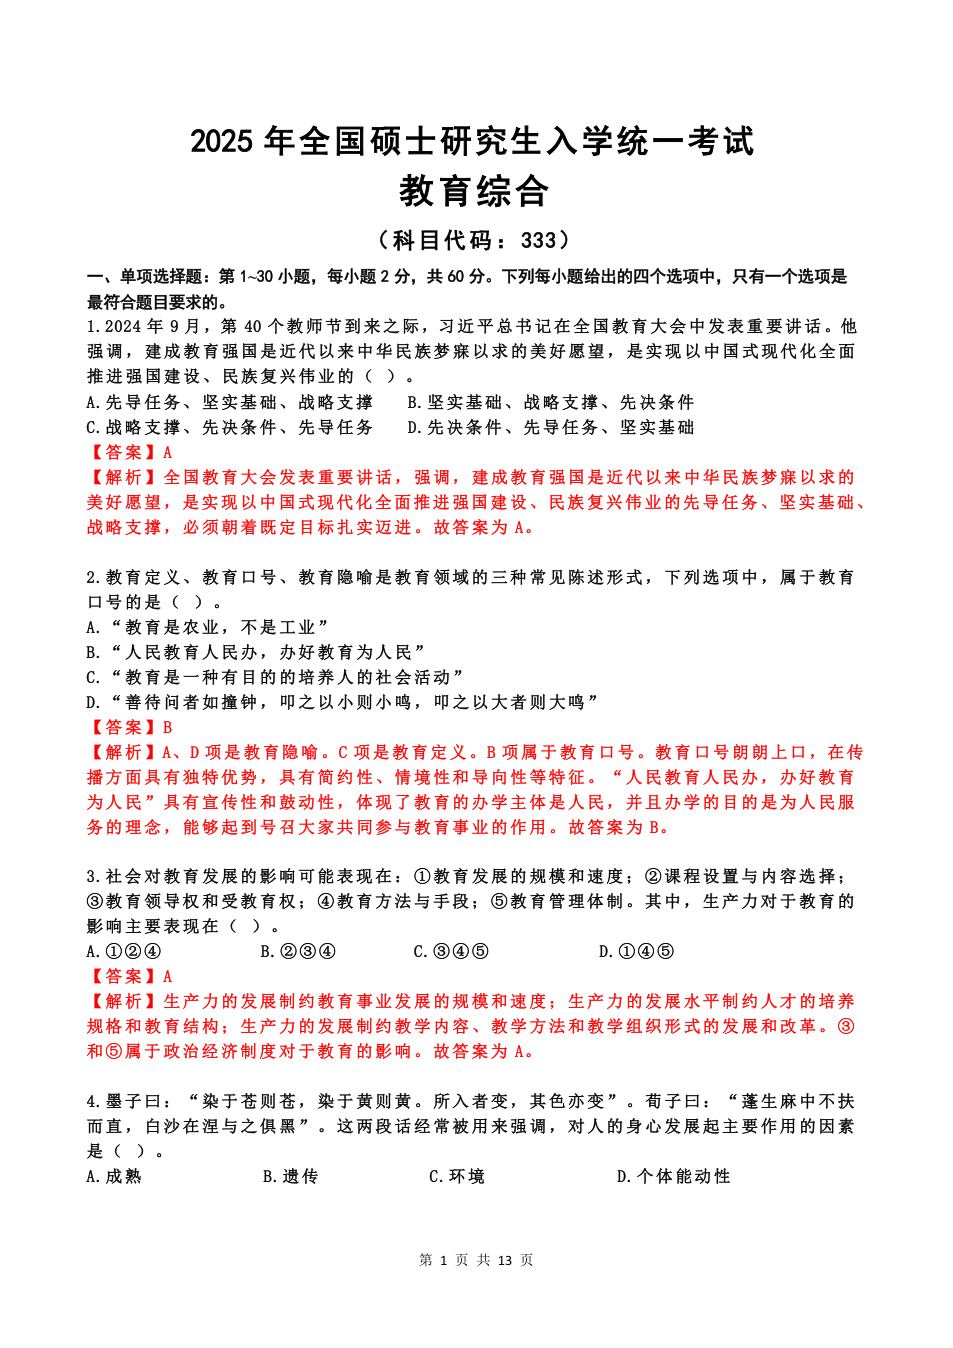 2025 年全国硕士研究生入学统一考试
教育综合
（科目代码：333）
一、单项选择题：第 1~30 小题，每小题 2 分，共 60 分。下列每小题给出的四个选项中，只有一个选项是
最符合题目要求的。
1.2024 年 9 月，第 40 个教师节到来之际，习近平总书记在全国教育大会中发表重要讲话。他
强调，建成教育强国是近代以来中华民族梦寐以求的美好愿望，是实现以中国式现代化全面
推进强国建设、民族复兴伟业的（ ）。
A.先导任务、坚实基础、战略支撑 B.坚实基础、战略支撑、先决条件
C.战略支撑、先决条件、先导任务 D.先决条件、先导任务、坚实基础
【答案】A
【解析】全国教育大会发表重要讲话，强调，建成教育强国是近代以来中华民族梦寐以求的
美好愿望，是实现以中国式现代化全面推进强国建设、民族复兴伟业的先导任务、坚实基础、
战略支撑，必须朝着既定目标扎实迈进。故答案为 A。
2.教育定义、教育口号、教育隐喻是教育领域的三种常见陈述形式，下列选项中，属于教育
口号的是（ ）。
A.“教育是农业，不是工业”
B.“人民教育人民办，办好教育为人民”
C.“教育是一种有目的的培养人的社会活动”
D.“善待问者如撞钟，叩之以小则小鸣，叩之以大者则大鸣”
【答案】B
【解析】A、D 项是教育隐喻。C 项是教育定义。B 项属于教育口号。教育口号朗朗上口，在传
播方面具有独特优势，具有简约性、情境性和导向性等特征。“人民教育人民办，办好教育
为人民”具有宣传性和鼓动性，体现了教育的办学主体是人民，并且办学的目的是为人民服
务的理念，能够起到号召大家共同参与教育事业的作用。故答案为 B。
3.社会对教育发展的影响可能表现在：①教育发展的规模和速度；②课程设置与内容选择；
③教育领导权和受教育权；④教育方法与手段；⑤教育管理体制。其中，生产力对于教育的
影响主要表现在（ ）。
A.①②④ B.②③④ C.③④⑤ D.①④⑤
【答案】A
【解析】生产力的发展制约教育事业发展的规模和速度；生产力的发展水平制约人才的培养
规格和教育结构；生产力的发展制约教学内容、教学方法和教学组织形式的发展和改革。③
和⑤属于政治经济制度对于教育的影响。故答案为 A。
4.墨子曰：“染于苍则苍，染于黄则黄。所入者变，其色亦变”。荀子曰：“蓬生麻中不扶
而直，白沙在涅与之俱黑”。这两段话经常被用来强调，对人的身心发展起主要作用的因素
是（ ）。
A.成熟 B.遗传 C.环境 D.个体能动性
第 1 页 共 13 页